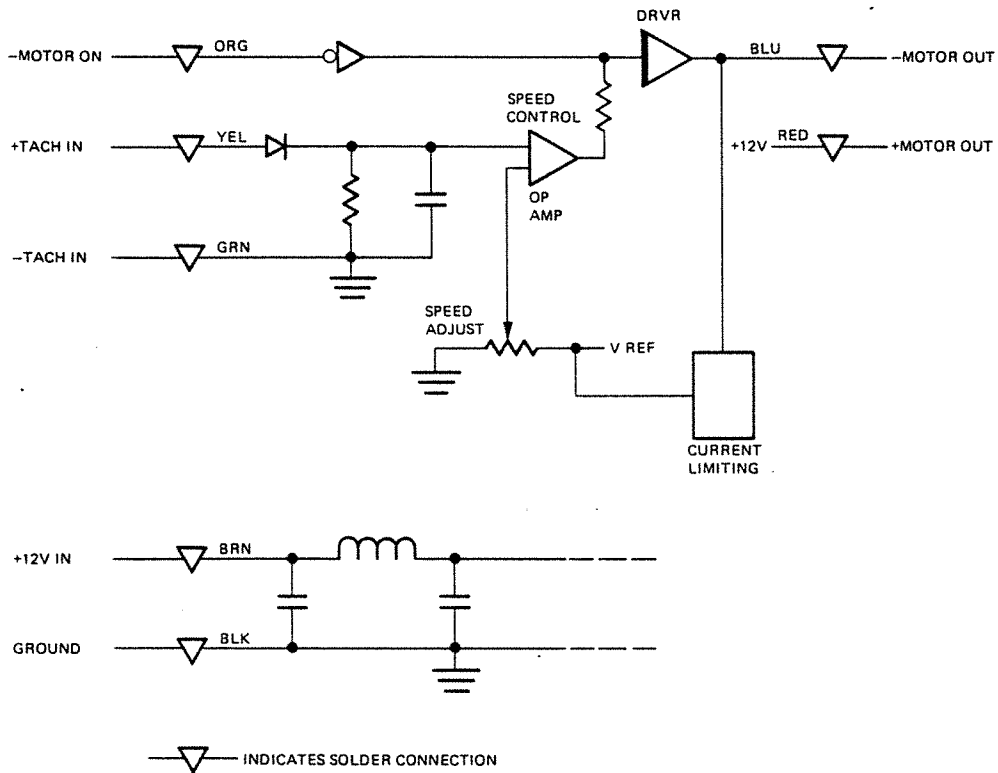 DRVR
–MOTOR ON
ORG
BLU
–MOTOR OUT
SPEED
CONTROL
+TACH IN
YEL
+12V
RED
+MOTOR OUT
OP
AMP
–TACH IN
GRN
SPEED
ADJUST
V REF
CURRENT
LIMITING
+12V IN
BRN
GROUND
BLK
INDICATES SOLDER CONNECTION